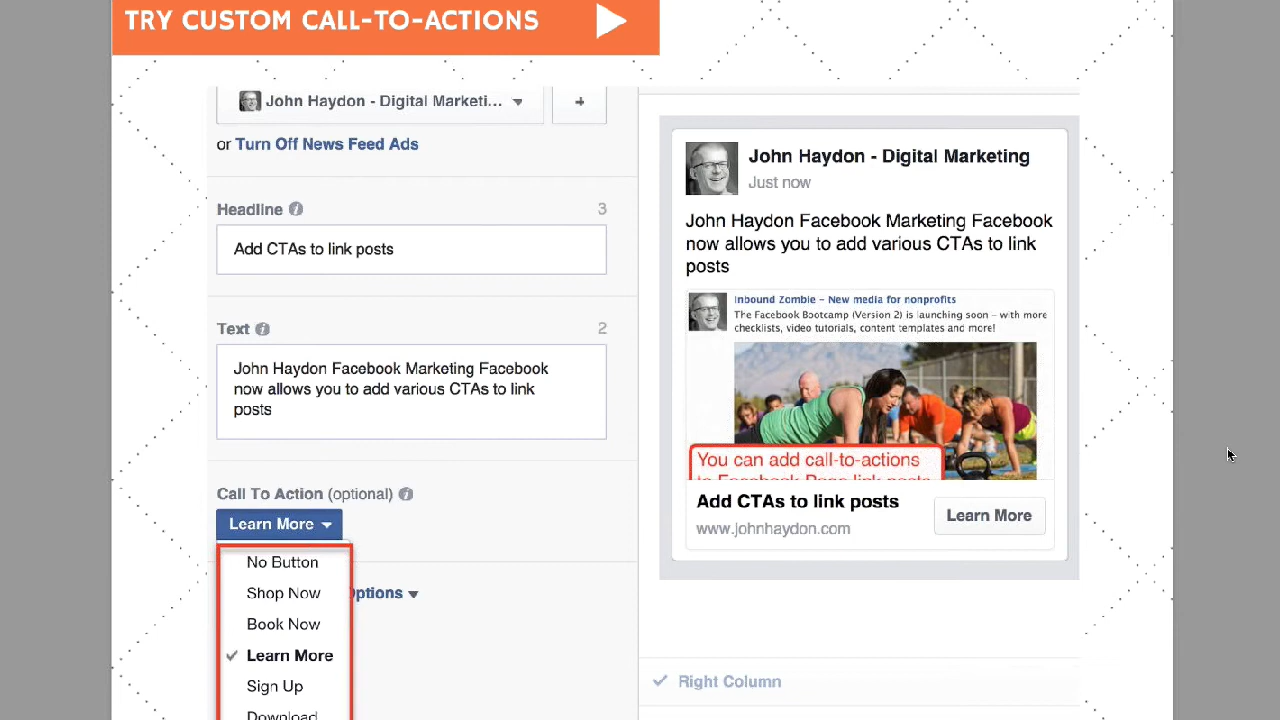 TRY CUSTOM CALL-TO-ACTIONS
John Haydon - Digital Marketi...
+
or Turn Off News Feed Ads
Headline
3
Add CTAs to link posts
Text
2
John Haydon Facebook Marketing Facebook
now allows you to add various CTAs to link
posts
Call To Action (optional)
Learn More
No Button
Shop Now
Book Now
Learn More
Sign Up
Download
Options
John Haydon - Digital Marketing
Just now
John Haydon Facebook Marketing Facebook
now allows you to add various CTAs to link
posts
Inbound Zombie – New media for nonprofits
The Facebook Bootcamp (Version 2) is launching soon – with more
checklists, video tutorials, content templates and more!
You can add call-to-actions
to Facebook Page link posts
Add CTAs to link posts
www.johnhaydon.com
Learn More
Right Column